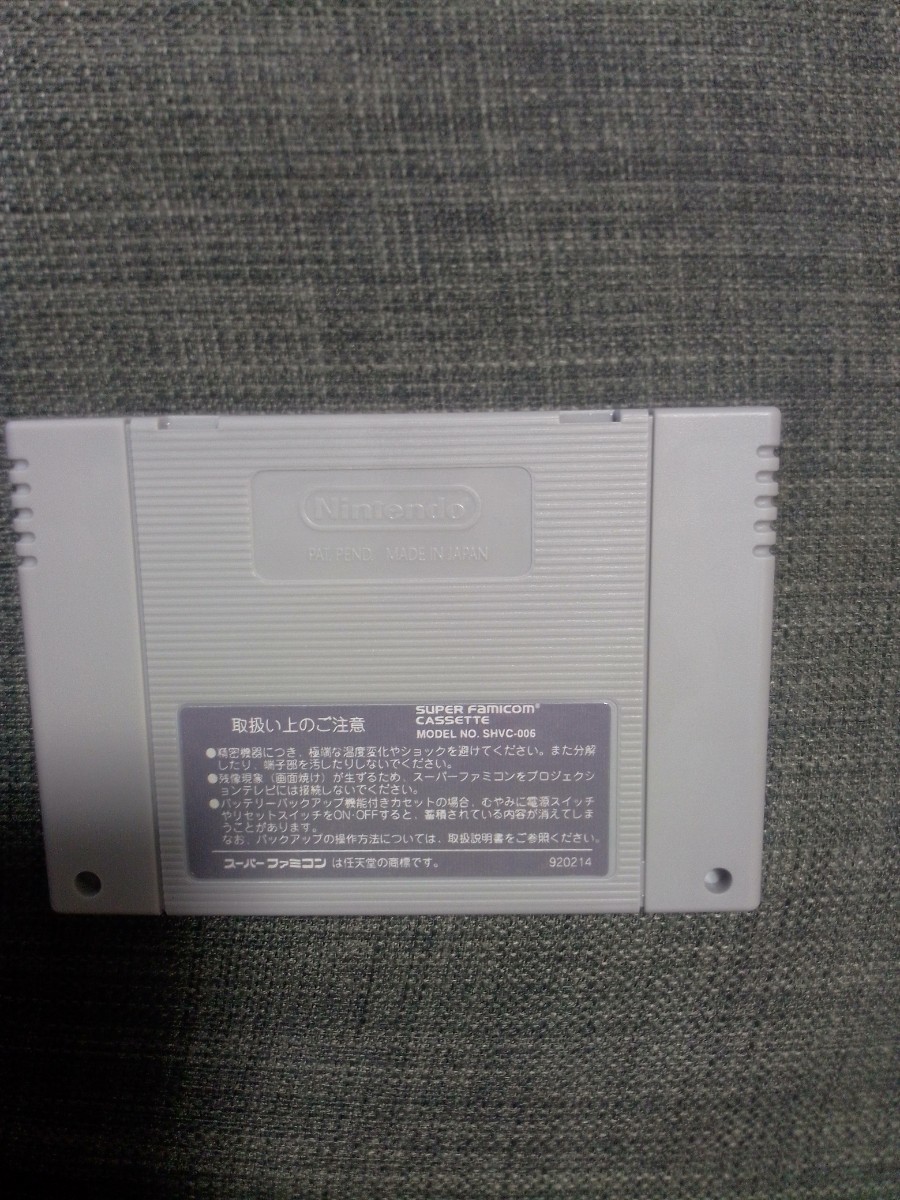 Nintendo
PAT. PEND. MADE IN JAPAN
取扱い上のご注意
SUPER FAMICOM®
CASSETTE
MODEL NO. SHVC-006
●精密機器につき、極端な温度変化やショックを避けてください。また分解
したり、端子部を汚したりしないでください。
●残像現象（画面焼け）が生ずるため、スーパーファミコンをプロジェクシ
ョンテレビには接続しないでください。
●バッテリーバックアップ機能付きカセットの場合、むやみに電源スイッチ
やリセットスイッチをON・OFFすると、蓄積されている内容が消えてしま
うことがあります。
なお、バックアップの操作方法については、取扱説明書をご参照ください。
スーパーファミコン は任天堂の商標です。 920214